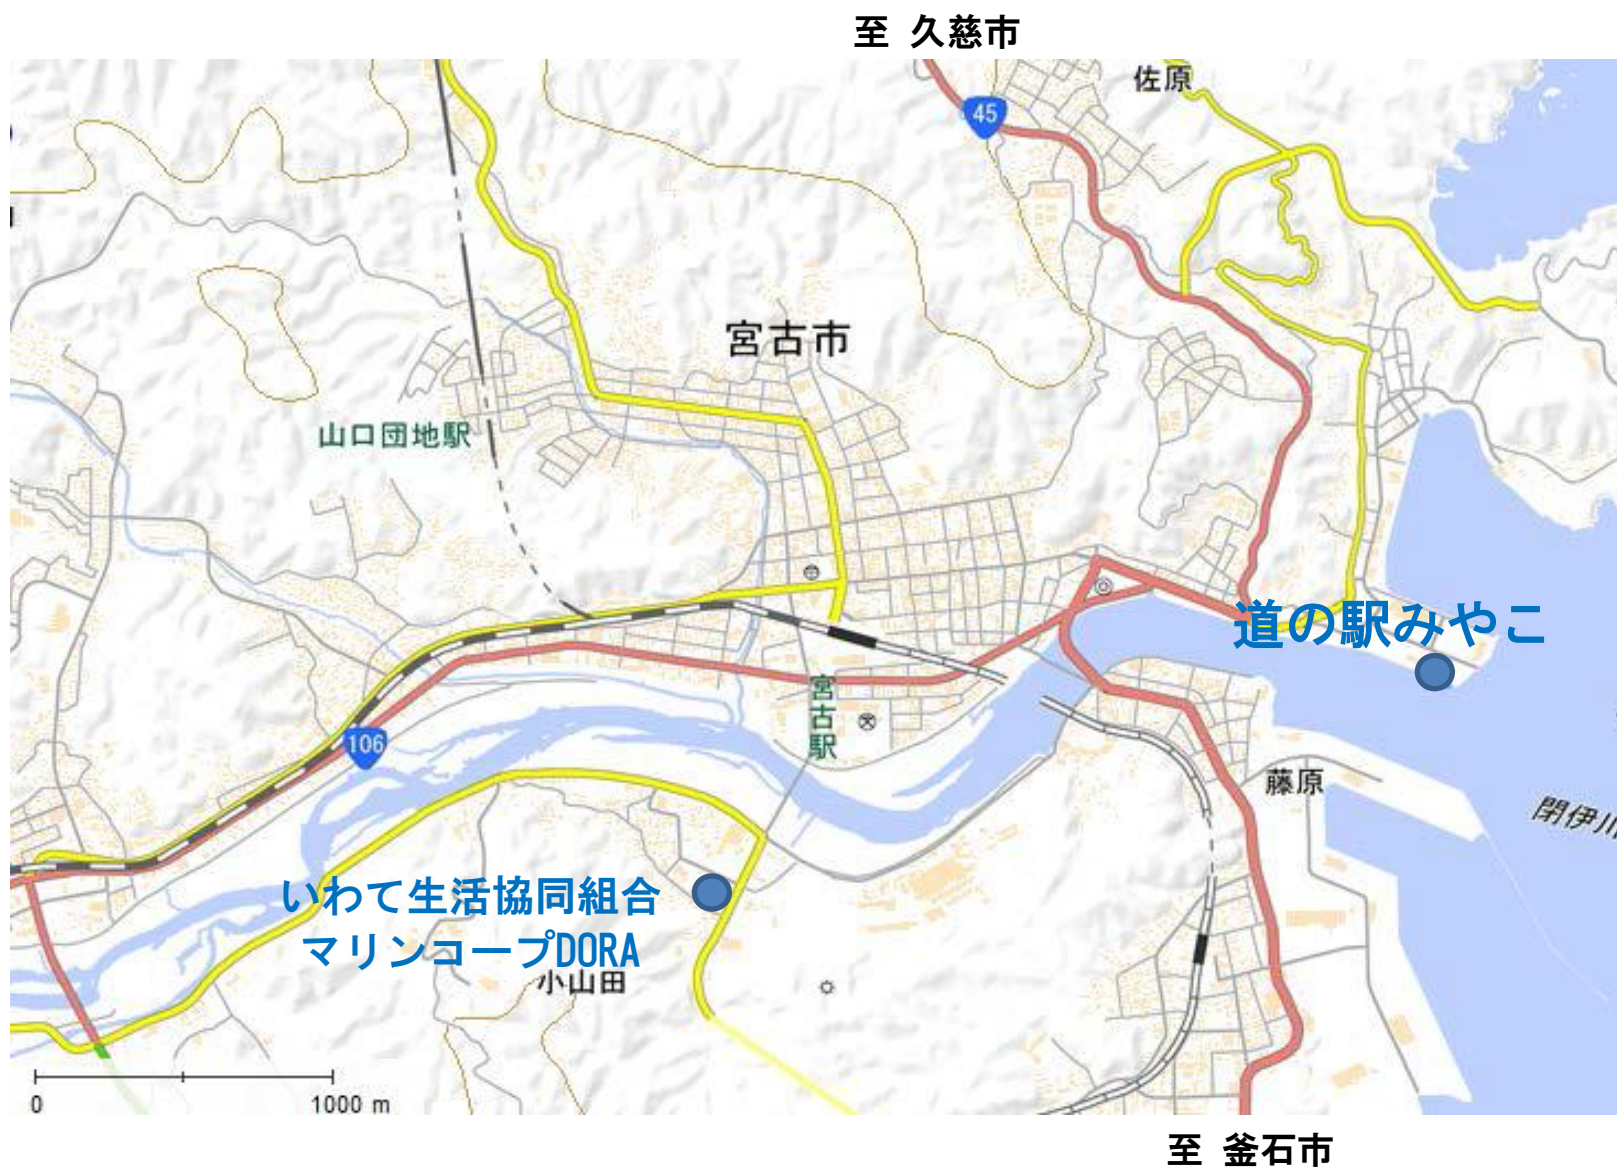 至 久慈市
佐原
45
宮古市
山口団地駅
道の駅みやこ
宮古駅
106
藤原
閉伊川
いわて生活協同組合
マリンコープDORA
小山田
0
1000 m
至 釜石市